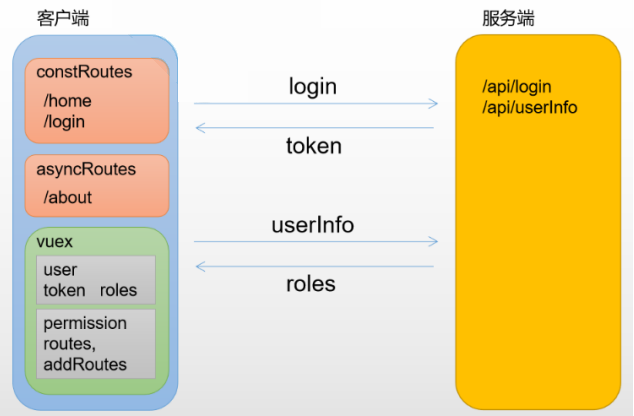 客户端
服务端
constRoutes
/home
/login
asyncRoutes
/about
vuex
user
token roles
permission
routes,
addRoutes
login
token
userInfo
roles
/api/login
/api/userInfo